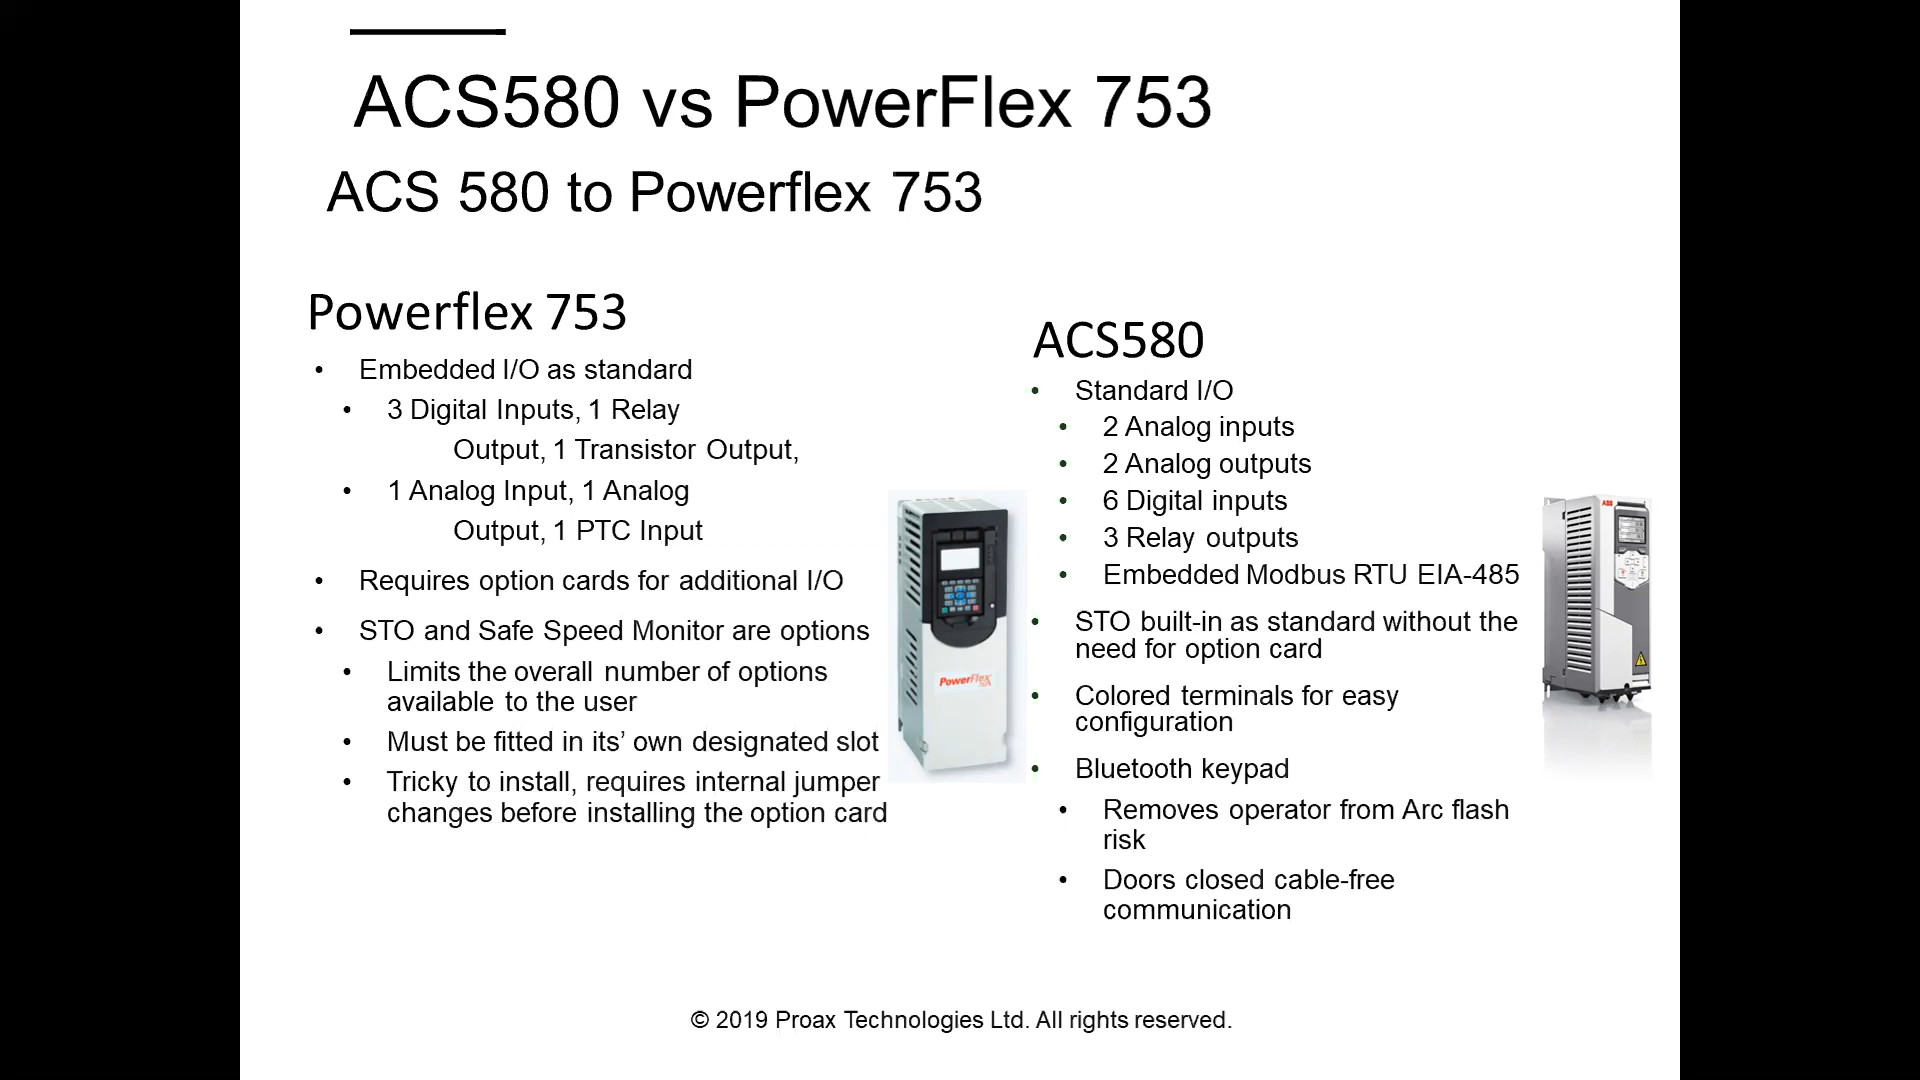 ACS580 vs PowerFlex 753
ACS 580 to Powerflex 753
Powerflex 753
• Embedded I/O as standard
• 3 Digital Inputs, 1 Relay
Output, 1 Transistor Output,
• 1 Analog Input, 1 Analog
Output, 1 PTC Input
• Requires option cards for additional I/O
• STO and Safe Speed Monitor are options
• Limits the overall number of options
available to the user
• Must be fitted in its’ own designated slot
• Tricky to install, requires internal jumper
changes before installing the option card
PowerFlex
ACS580
• Standard I/O
• 2 Analog inputs
• 2 Analog outputs
• 6 Digital inputs
• 3 Relay outputs
• Embedded Modbus RTU EIA-485
• STO built-in as standard without the
need for option card
• Colored terminals for easy
configuration
• Bluetooth keypad
• Removes operator from Arc flash
risk
• Doors closed cable-free
communication
ABB
© 2019 Proax Technologies Ltd. All rights reserved.